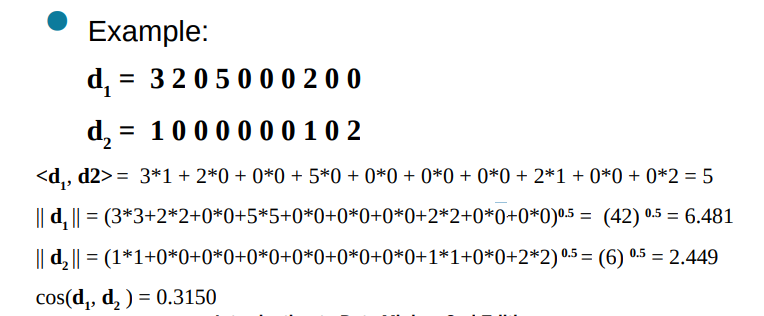 Example:
d1 = 3 2 0 5 0 0 0 2 0 0
d2 = 1 0 0 0 0 0 0 1 0 2
<d1, d2> = 3*1 + 2*0 + 0*0 + 5*0 + 0*0 + 0*0 + 0*0 + 2*1 + 0*0 + 0*2 = 5
|| d1 || = (3*3+2*2+0*0+5*5+0*0+0*0+0*0+2*2+0*0+0*0)0.5 = (42) 0.5 = 6.481
|| d2 || = (1*1+0*0+0*0+0*0+0*0+0*0+0*0+1*1+0*0+2*2) 0.5 = (6) 0.5 = 2.449
cos(d1, d2 ) = 0.3150